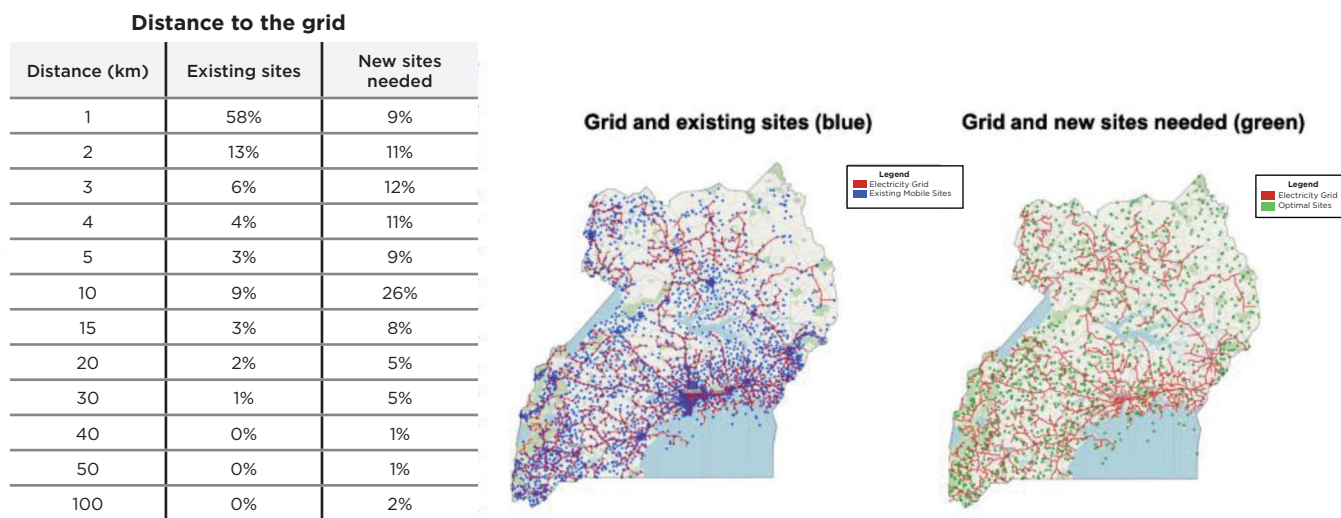 Distance to the grid
Distance (km) Existing sites New sites needed
1 58% 9%
2 13% 11%
3 6% 12%
4 4% 11%
5 3% 9%
10 9% 26%
15 3% 8%
20 2% 5%
30 1% 5%
40 0% 1%
50 0% 1%
100 0% 2%
Grid and existing sites (blue)
Legend
Electricity Grid
Existing Mobile Sites
Grid and new sites needed (green)
Legend
Electricity Grid
Optimal Sites